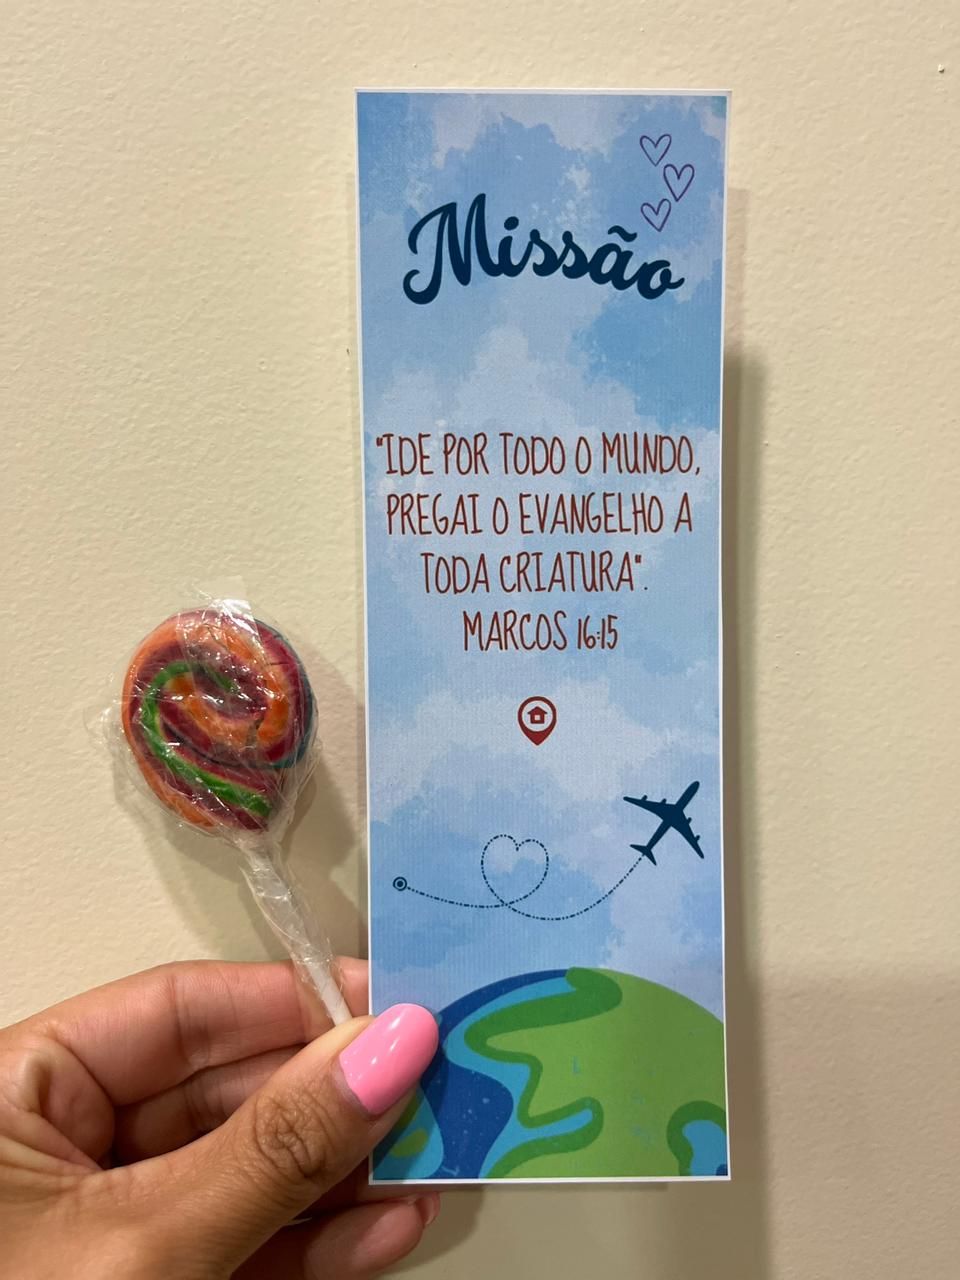 Missão
"IDE POR TODO O MUNDO,
PREGAI O EVANGELHO A
TODA CRIATURA".
MARCOS 16:15